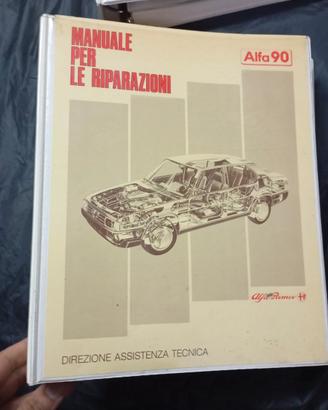 MANUALE
PER
LE RIPARAZIONI
Alfa 90
Alfa Romeo
DIREZIONE ASSISTENZA TECNICA